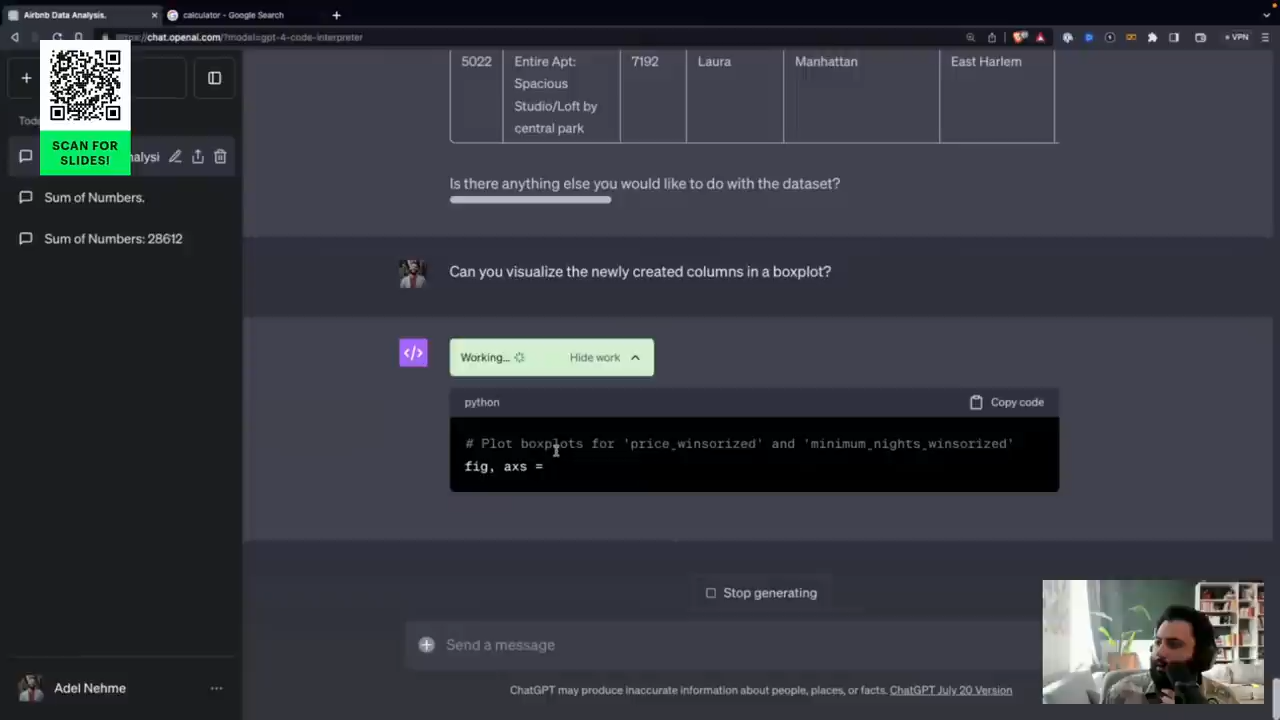 Airbnb Data Analysis.
calculator - Google Search
https://chat.openai.com/?model=gpt-4-code-interpreter
VPN
SCAN FOR
SLIDES!
Toda
nalysi
Sum of Numbers.
Sum of Numbers: 28612
5022 Entire Apt: 7192 Laura Manhattan East Harlem
Spacious
Studio/Loft by
central park
Is there anything else you would like to do with the dataset?
Can you visualize the newly created columns in a boxplot?
Working... Hide work
python Copy code
# Plot boxplots for 'price_winsorized' and 'minimum_nights_winsorized'
fig, axs =
Stop generating
Send a message
ChatGPT may produce inaccurate information about people, places, or facts. ChatGPT July 20 Version
Adel Nehme